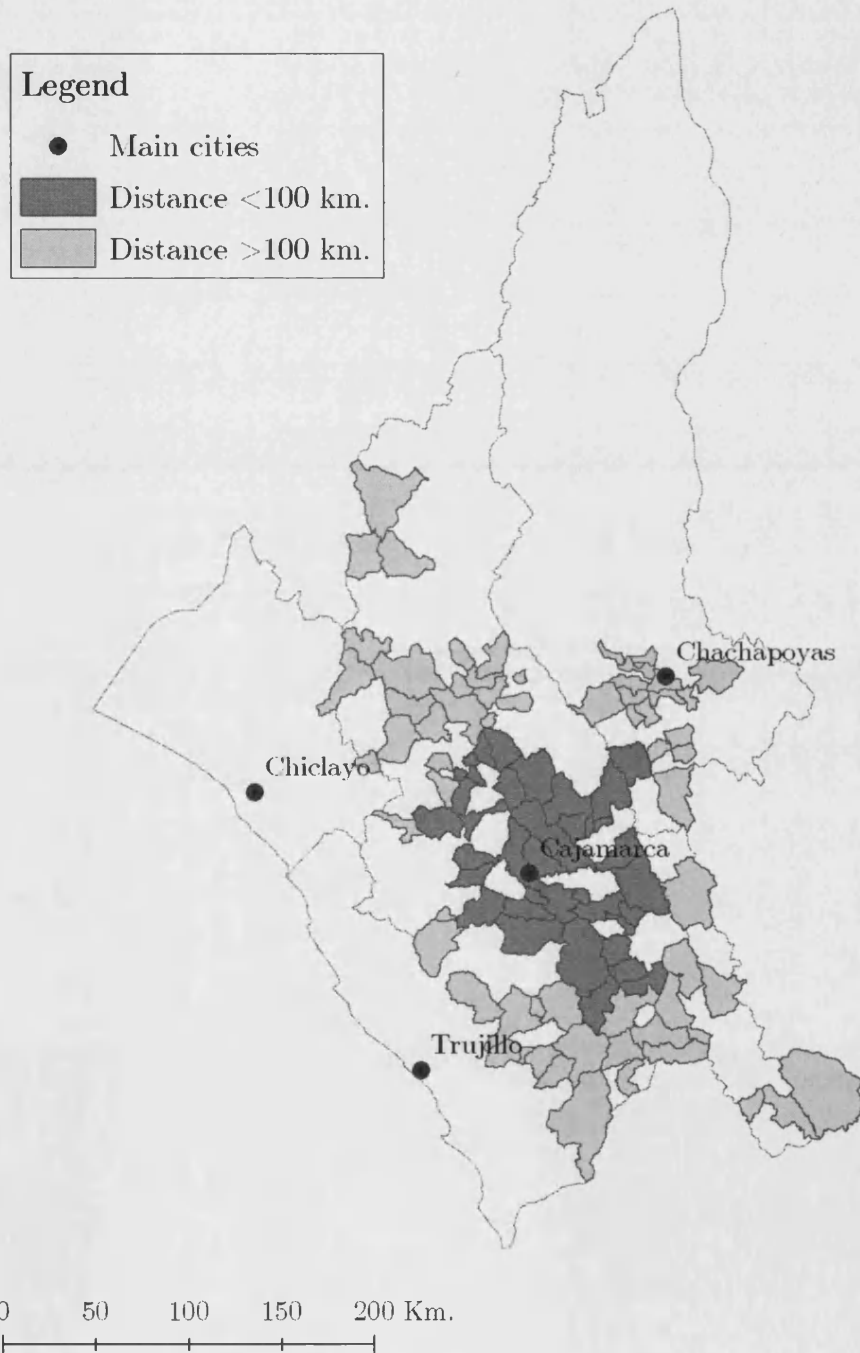 Legend
Main cities
Distance <100 km.
Distance >100 km.
Chachapoyas
Chiclayo
Cajamarca
Trujillo
0 50 100 150 200 Km.